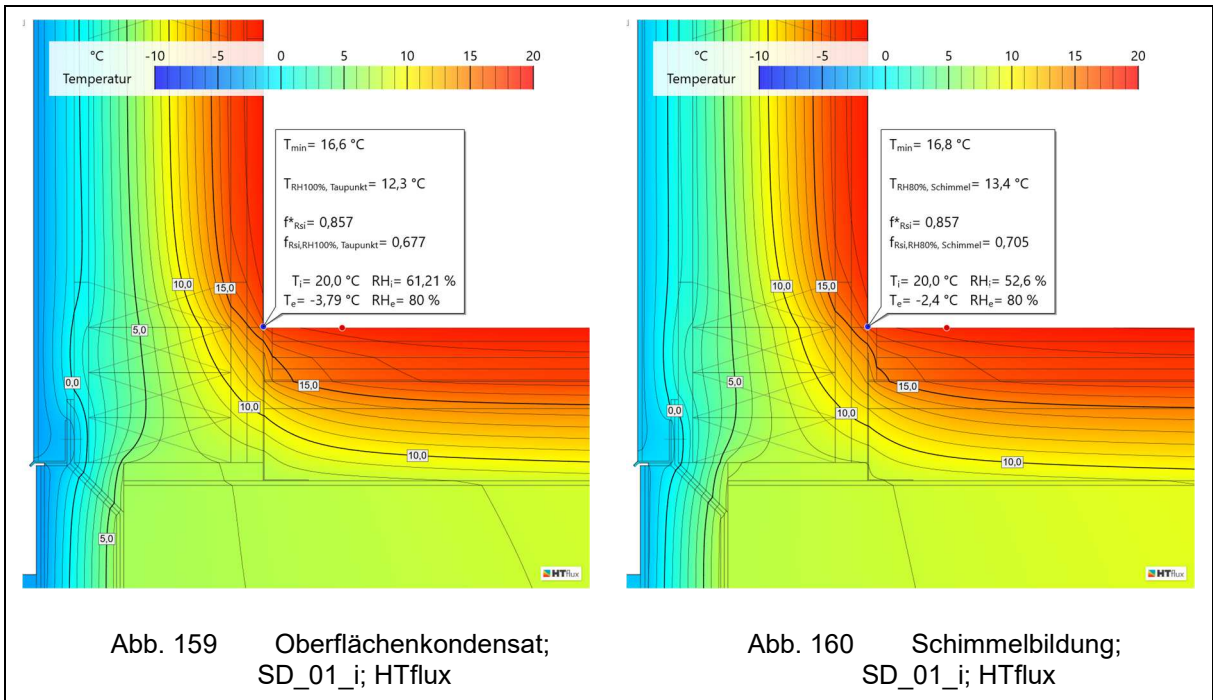 °C -10 -5 0 5 10 15 20
Temperatur
Tmin= 16,6 °C
TRH100%, Taupunkt= 12,3 °C
f*Rsi= 0,857
fRsi,RH100%, Taupunkt= 0,677
Ti= 20,0 °C RHi= 61,21 %
Te= -3,79 °C RHe= 80 %
10,0
15,0
5,0
0,0
15,0
10,0
10,0
5,0
HTflux
°C -10 -5 0 5 10 15 20
Temperatur
Tmin= 16,8 °C
TRH80%, Schimmel= 13,4 °C
f*Rsi= 0,857
fRsi,RH80%, Schimmel= 0,705
Ti= 20,0 °C RHi= 52,6 %
Te= -2,4 °C RHe= 80 %
10,0
15,0
5,0
0,0
15,0
10,0
10,0
HTflux
Abb. 159 Oberflächenkondensat;
SD_01_i; HTflux
Abb. 160 Schimmelbildung;
SD_01_i; HTflux